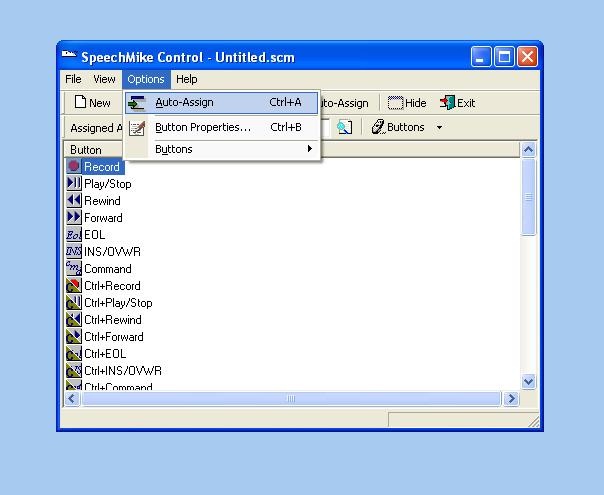 SpeechMike Control - Untitled.scm
File View Options Help
New Auto-Assign Ctrl+A uto-Assign Hide Exit
Assigned A Button Properties... Ctrl+B Buttons
Button Buttons
Record
Play/Stop
Rewind
Forward
EOL
INS/OVWR
Command
Ctrl+Record
Ctrl+Play/Stop
Ctrl+Rewind
Ctrl+Forward
Ctrl+EOL
Ctrl+INS/OVWR
Ctrl+Command